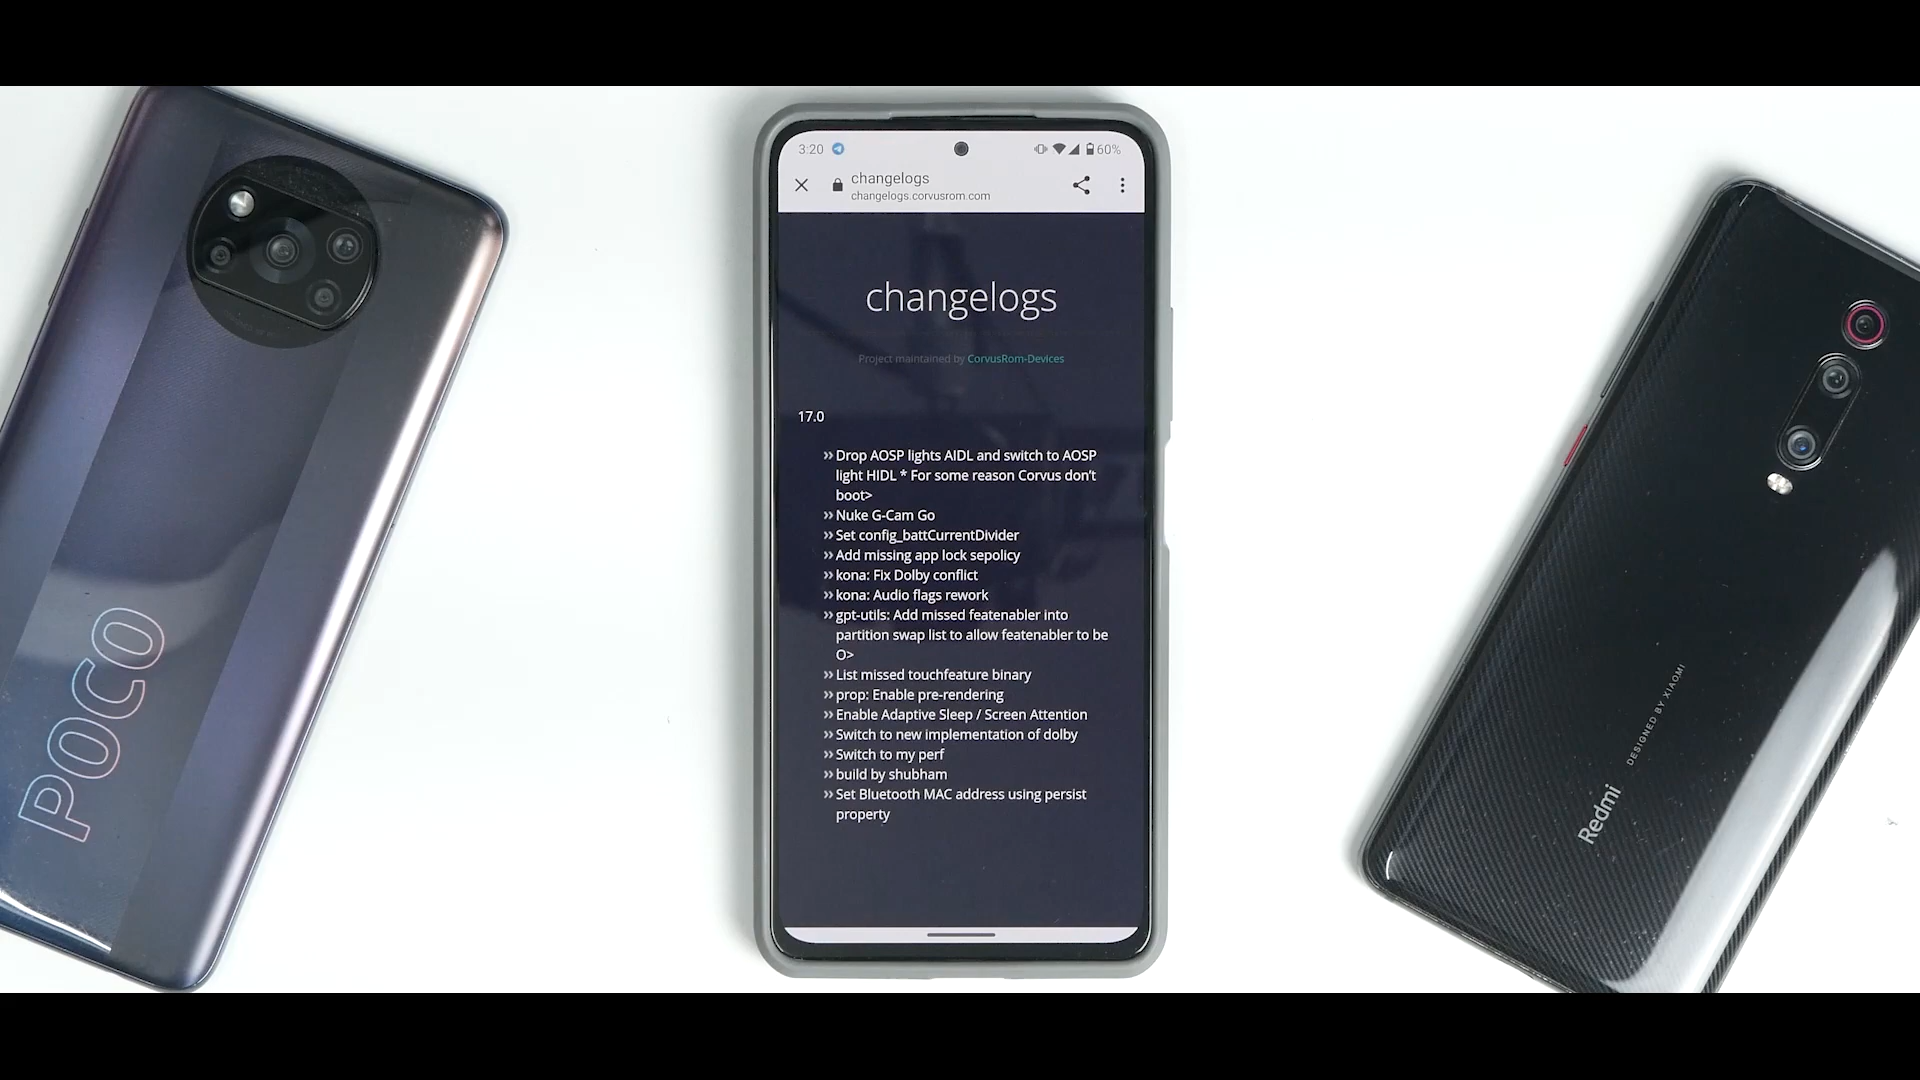 3:20
60%
changelogs
changelogs.corvusrom.com
changelogs
Project maintained by CorvusRom-Devices
17.0
» Drop AOSP lights AIDL and switch to AOSP
light HIDL * For some reason Corvus don't
boot>
» Nuke G-Cam Go
» Set config_battCurrentDivider
» Add missing app lock sepolicy
» kona: Fix Dolby conflict
» kona: Audio flags rework
» gpt-utils: Add missed featenabler into
partition swap list to allow featenabler to be
O>
» List missed touchfeature binary
» prop: Enable pre-rendering
» Enable Adaptive Sleep / Screen Attention
» Switch to new implementation of dolby
» Switch to my perf
» build by shubham
» Set Bluetooth MAC address using persist
property
POCO
Redmi
DESIGNED BY XIAOMI